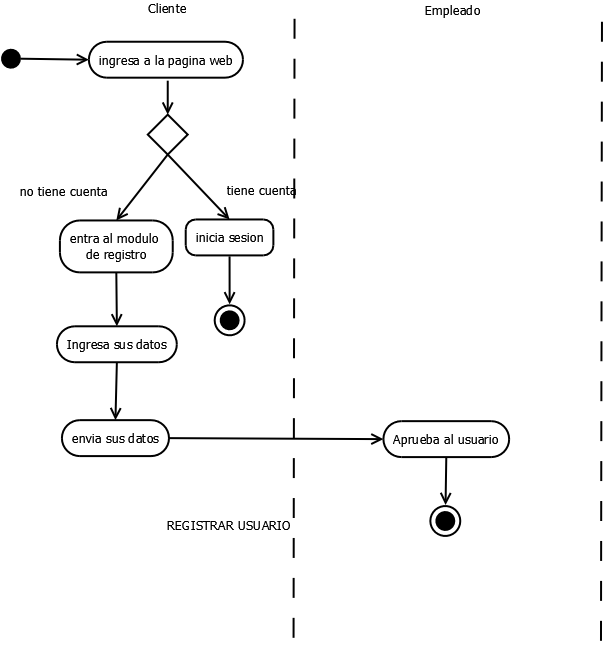 Cliente
Empleado
ingresa a la pagina web
no tiene cuenta
tiene cuenta
entra al modulo
de registro
inicia sesion
Ingresa sus datos
envia sus datos
Aprueba al usuario
REGISTRAR USUARIO